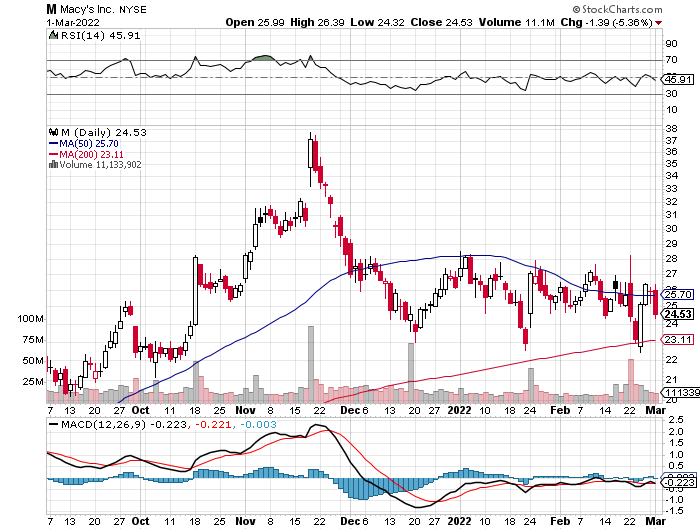 M Macy's Inc. NYSE © StockCharts.com
1-Mar-2022 Open 25.99 High 26.39 Low 24.32 Close 24.53 Volume 11.1M Chg -1.39 (-5.36%)
RSI(14) 45.91
90
70
45.91
30
10
M (Daily) 24.53
MA(50) 25.70
MA(200) 23.11
Volume 11,133,902
38
37
36
35
34
33
32
31
30
29
28
27
26
25.70
24.53
24
23.11
22
21
20
100M
75M
50M
25M
11133902
7 13 20 27 Oct 11 18 25 Nov 8 15 22 Dec 6 13 20 27 2022 10 18 24 Feb 7 14 22 Mar
MACD(12,26,9) -0.223, -0.221, -0.003
2.5
2.0
1.5
1.0
0.5
-0.223
-1.0
-1.5
7 13 20 27 Oct 11 18 25 Nov 8 15 22 Dec 6 13 20 27 2022 10 18 24 Feb 7 14 22 Mar